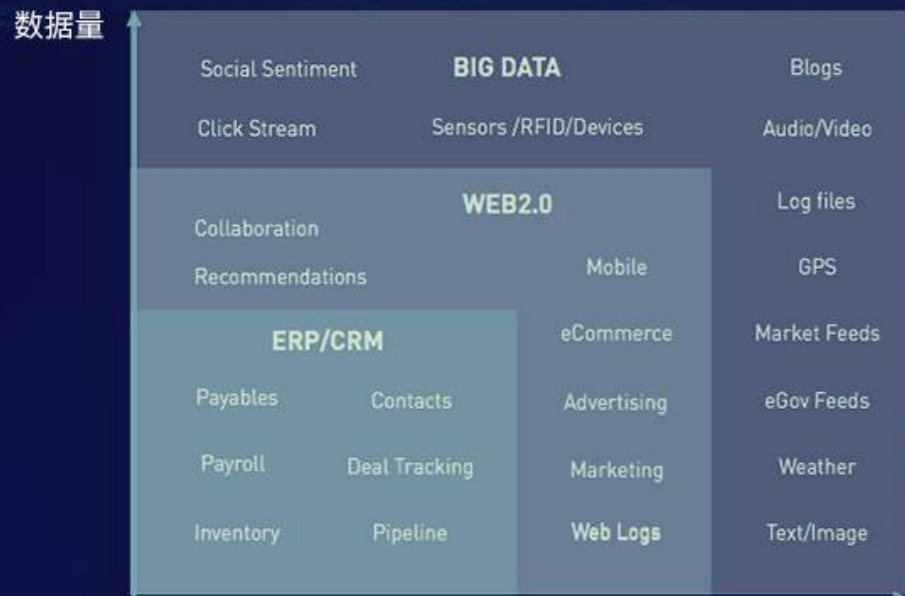 数据量
Social Sentiment BIG DATA Blogs
Click Stream Sensors /RFID/Devices Audio/Video
WEB2.0 Log files
Collaboration
Mobile GPS
Recommendations
ERP/CRM eCommerce Market Feeds
Payables Contacts Advertising eGov Feeds
Payroll Deal Tracking Marketing Weather
Inventory Pipeline Web Logs Text/Image